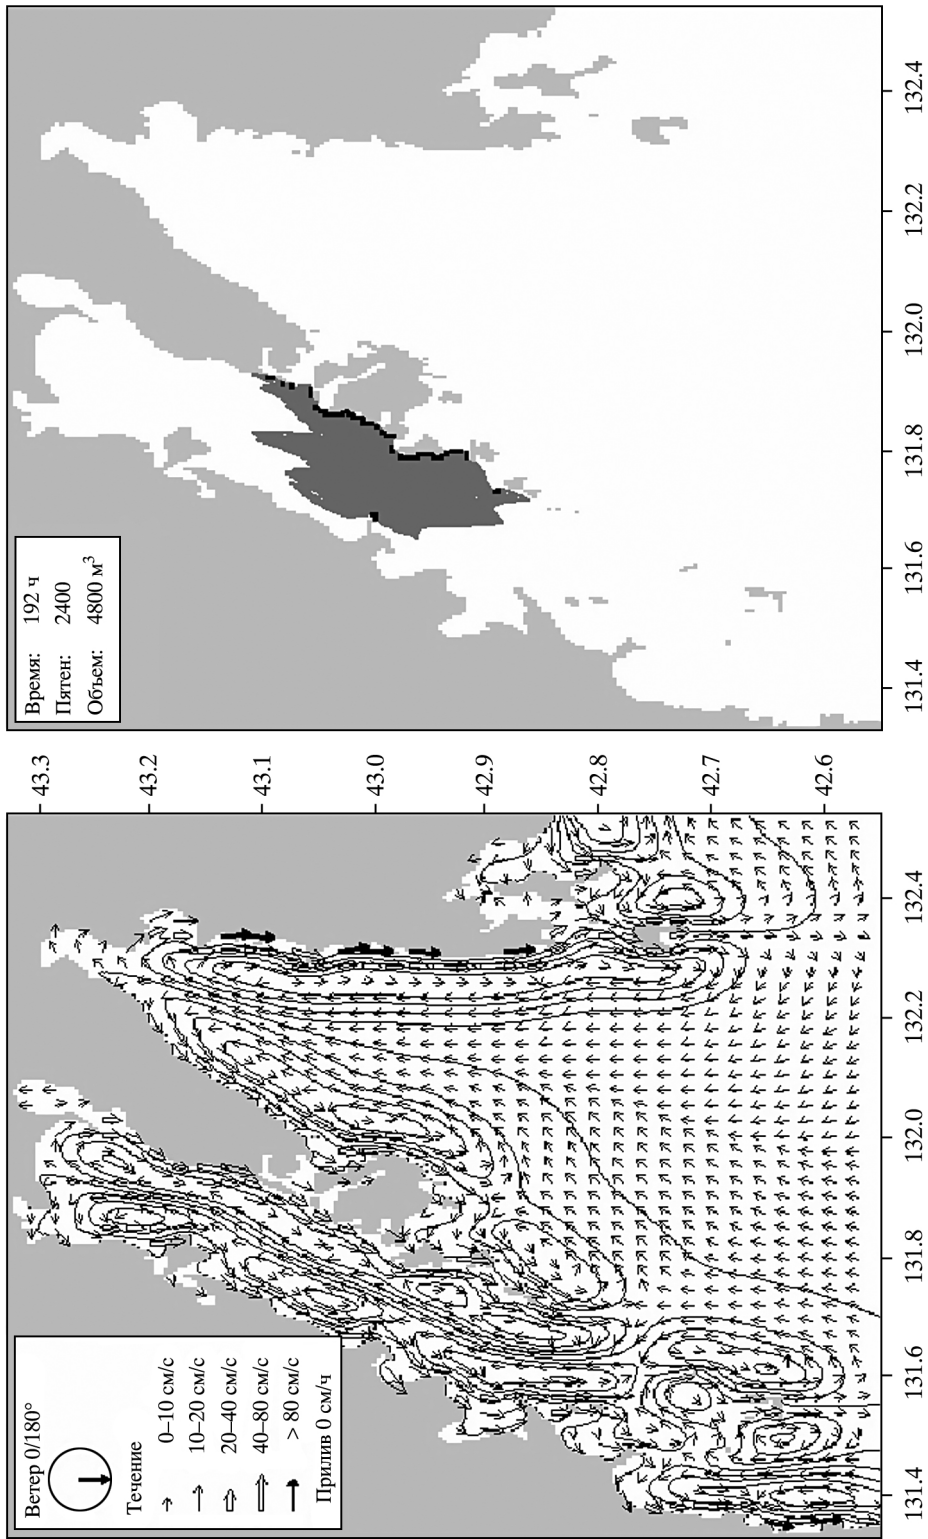 Время: 192 ч
Пятен: 2400
Объем: 4800 м³
131.4
131.6
131.8
132.0
132.2
132.4
43.3
43.2
43.1
43.0
42.9
42.8
42.7
42.6
Ветер 0/180°
Течение
0–10 см/с
10–20 см/с
20–40 см/с
40–80 см/с
> 80 см/с
Прилив 0 см/ч
131.4
131.6
131.8
132.0
132.2
132.4